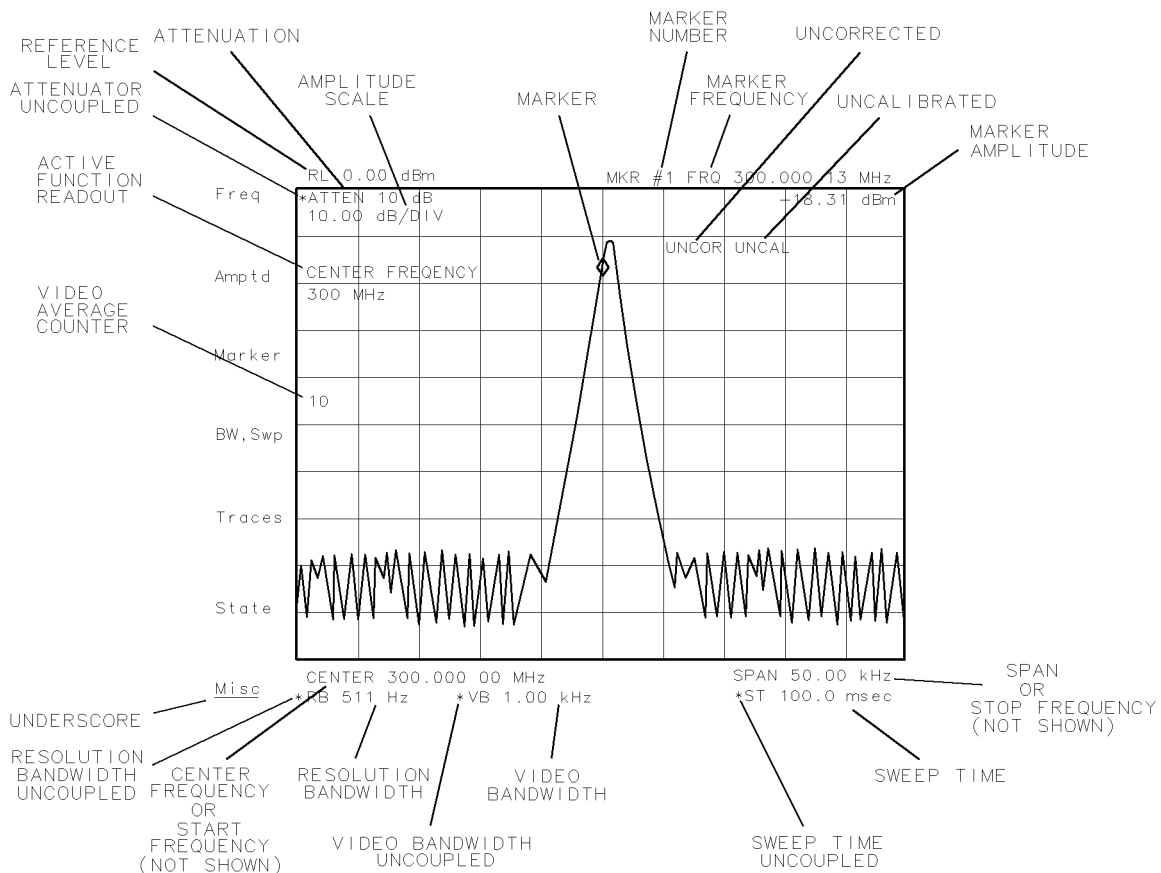 REFERENCE
LEVEL
ATTENUATION
ATTENUATOR
UNCOUPLED
AMPLITUDE
SCALE
MARKER
MARKER
NUMBER
MARKER
FREQUENCY
UNCORRECTED
UNCALIBRATED
MARKER
AMPLITUDE
ACTIVE
FUNCTION
READOUT
VIDEO
AVERAGE
COUNTER
RL 0.00 dBm
MKR #1 FRQ 300.000 13 MHz
Freq
*ATTEN 10 dB
-18.31 dBm
10.00 dB/DIV
UNCOR UNCAL
Amptd
CENTER FREQENCY
300 MHz
Marker
10
BW,Swp
Traces
State
Misc
CENTER 300.000 00 MHz
SPAN 50.00 kHz
*RB 511 Hz
*VB 1.00 kHz
*ST 100.0 msec
SPAN
OR
STOP FREQUENCY
(NOT SHOWN)
UNDERSCORE
RESOLUTION
BANDWIDTH
UNCOUPLED
CENTER
FREQUENCY
OR
START
FREQUENCY
(NOT SHOWN)
RESOLUTION
BANDWIDTH
VIDEO
BANDWIDTH
SWEEP TIME
VIDEO BANDWIDTH
UNCOUPLED
SWEEP TIME
UNCOUPLED